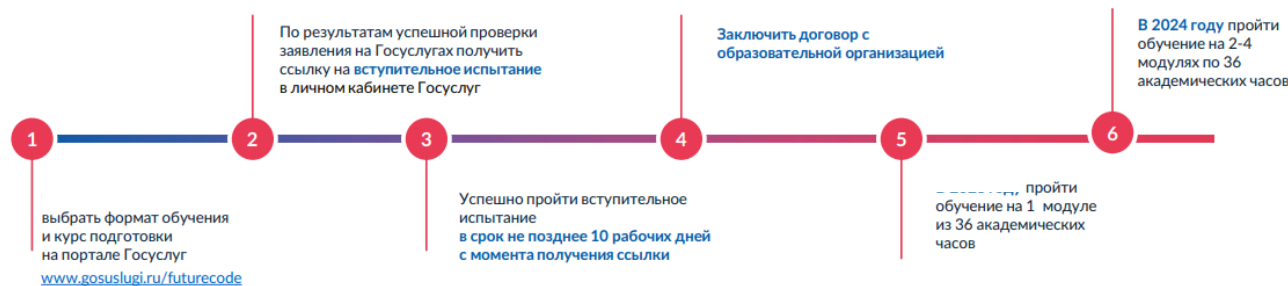 1
выбрать формат обучения
и курс подготовки
на портале Госуслуг
www.gosuslugi.ru/futurecode
2
По результатам успешной проверки
заявления на Госуслугах получить
ссылку на вступительное испытание
в личном кабинете Госуслуг
3
Успешно пройти вступительное
испытание
в срок не позднее 10 рабочих дней
с момента получения ссылки
4
Заключить договор с
образовательной организацией
5
пройти
обучение на 1 модуле
из 36 академических
часов
6
В 2024 году пройти
обучение на 2-4
модулях по 36
академических часов